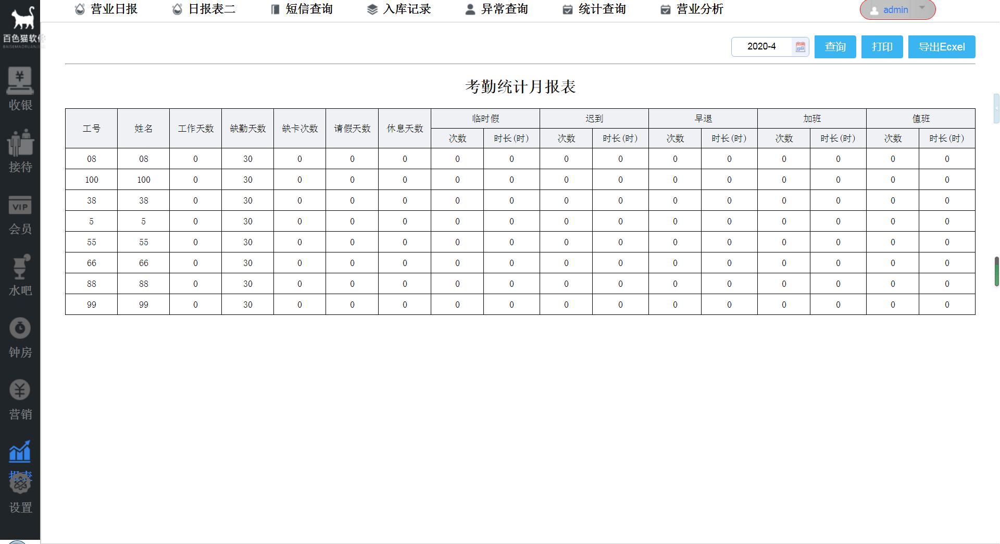 营业日报 日报表二 短信查询 入库记录 异常查询 统计查询 营业分析 admin
百色猫软件
BAISEMAORUANJIAN
2020-4 查询 打印 导出Ecxel
收银
接待
VIP
会员
水吧
钟房
营销
报表
设置
考勤统计月报表
工号 姓名 工作天数 缺勤天数 缺卡次数 请假天数 休息天数 临时假 迟到 早退 加班 值班
次数 时长(时) 次数 时长(时) 次数 时长(时) 次数 时长(时) 次数 时长(时)
08 08 0 30 0 0 0 0 0 0 0 0 0 0 0 0 0
100 100 0 30 0 0 0 0 0 0 0 0 0 0 0 0 0
38 38 0 30 0 0 0 0 0 0 0 0 0 0 0 0 0
5 5 0 30 0 0 0 0 0 0 0 0 0 0 0 0 0
55 55 0 30 0 0 0 0 0 0 0 0 0 0 0 0 0
66 66 0 30 0 0 0 0 0 0 0 0 0 0 0 0 0
88 88 0 30 0 0 0 0 0 0 0 0 0 0 0 0 0
99 99 0 30 0 0 0 0 0 0 0 0 0 0 0 0 0